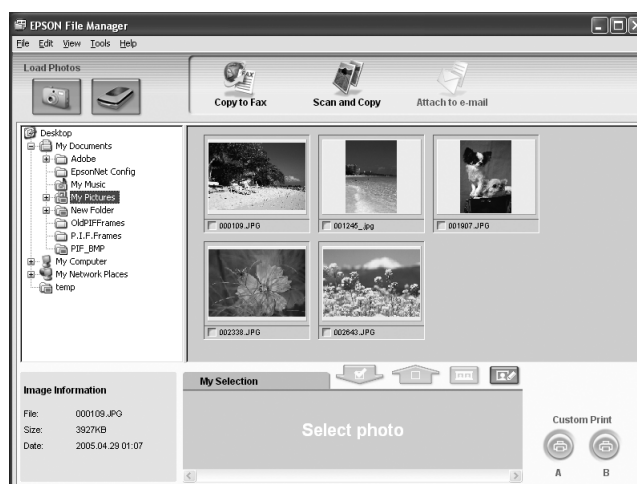 EPSON File Manager
File Edit View Tools Help
Load Photos
Copy to Fax Scan and Copy Attach to e-mail
Desktop
My Documents
Adobe
EpsonNet Config
My Music
My Pictures
New Folder
OldPIFFrames
P.I.F.Frames
PIF_BMP
My Computer
My Network Places
temp
000109.JPG 001245_.jpg 001907.JPG
002338.JPG 002643.JPG
Image Information
File: 000109.JPG
Size: 3927KB
Date: 2005.04.29 01:07
My Selection
Select photo
Custom Print
A B